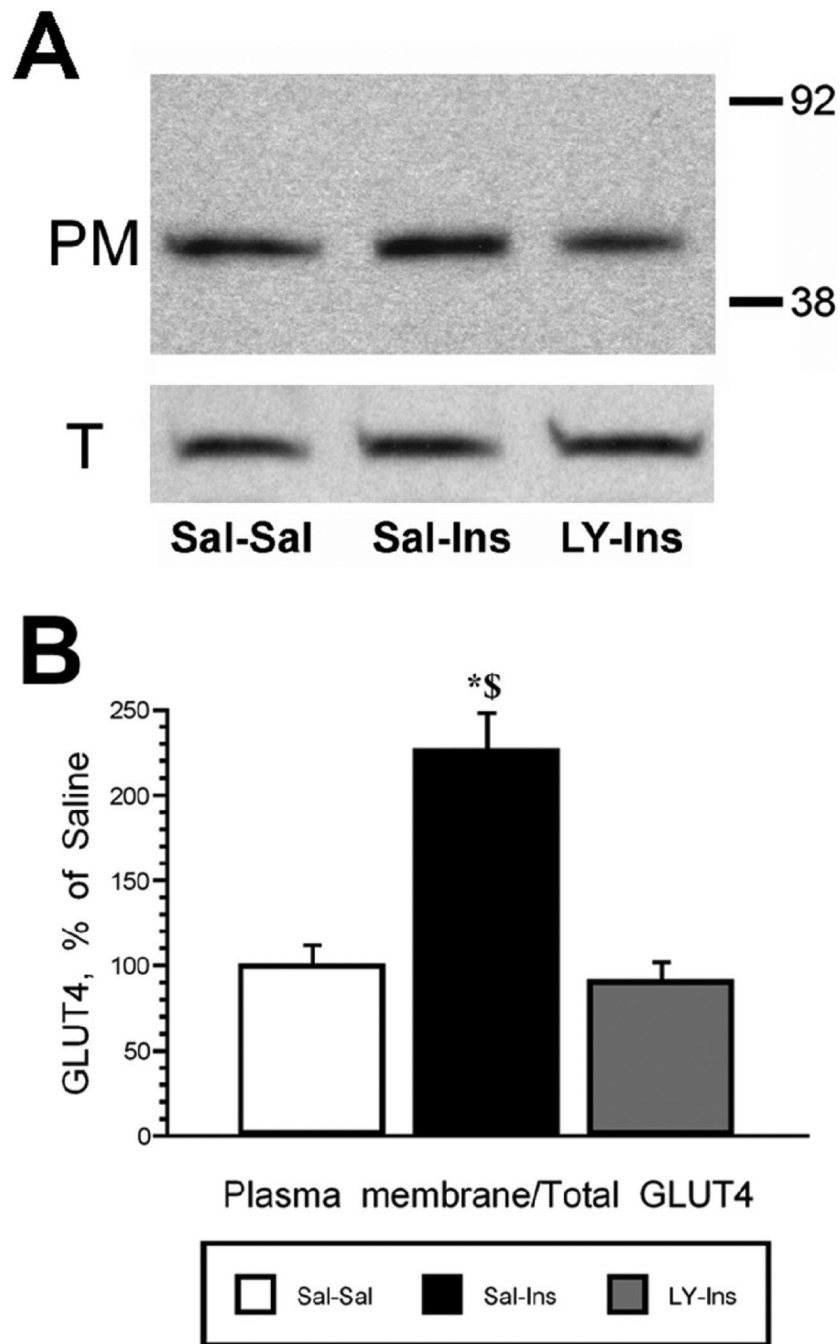 A
92
PM
38
T
Sal-Sal Sal-Ins LY-Ins
B
*$
250
200
150
100
50
0
GLUT4, % of Saline
Plasma membrane/Total GLUT4
Sal-Sal Sal-Ins LY-Ins